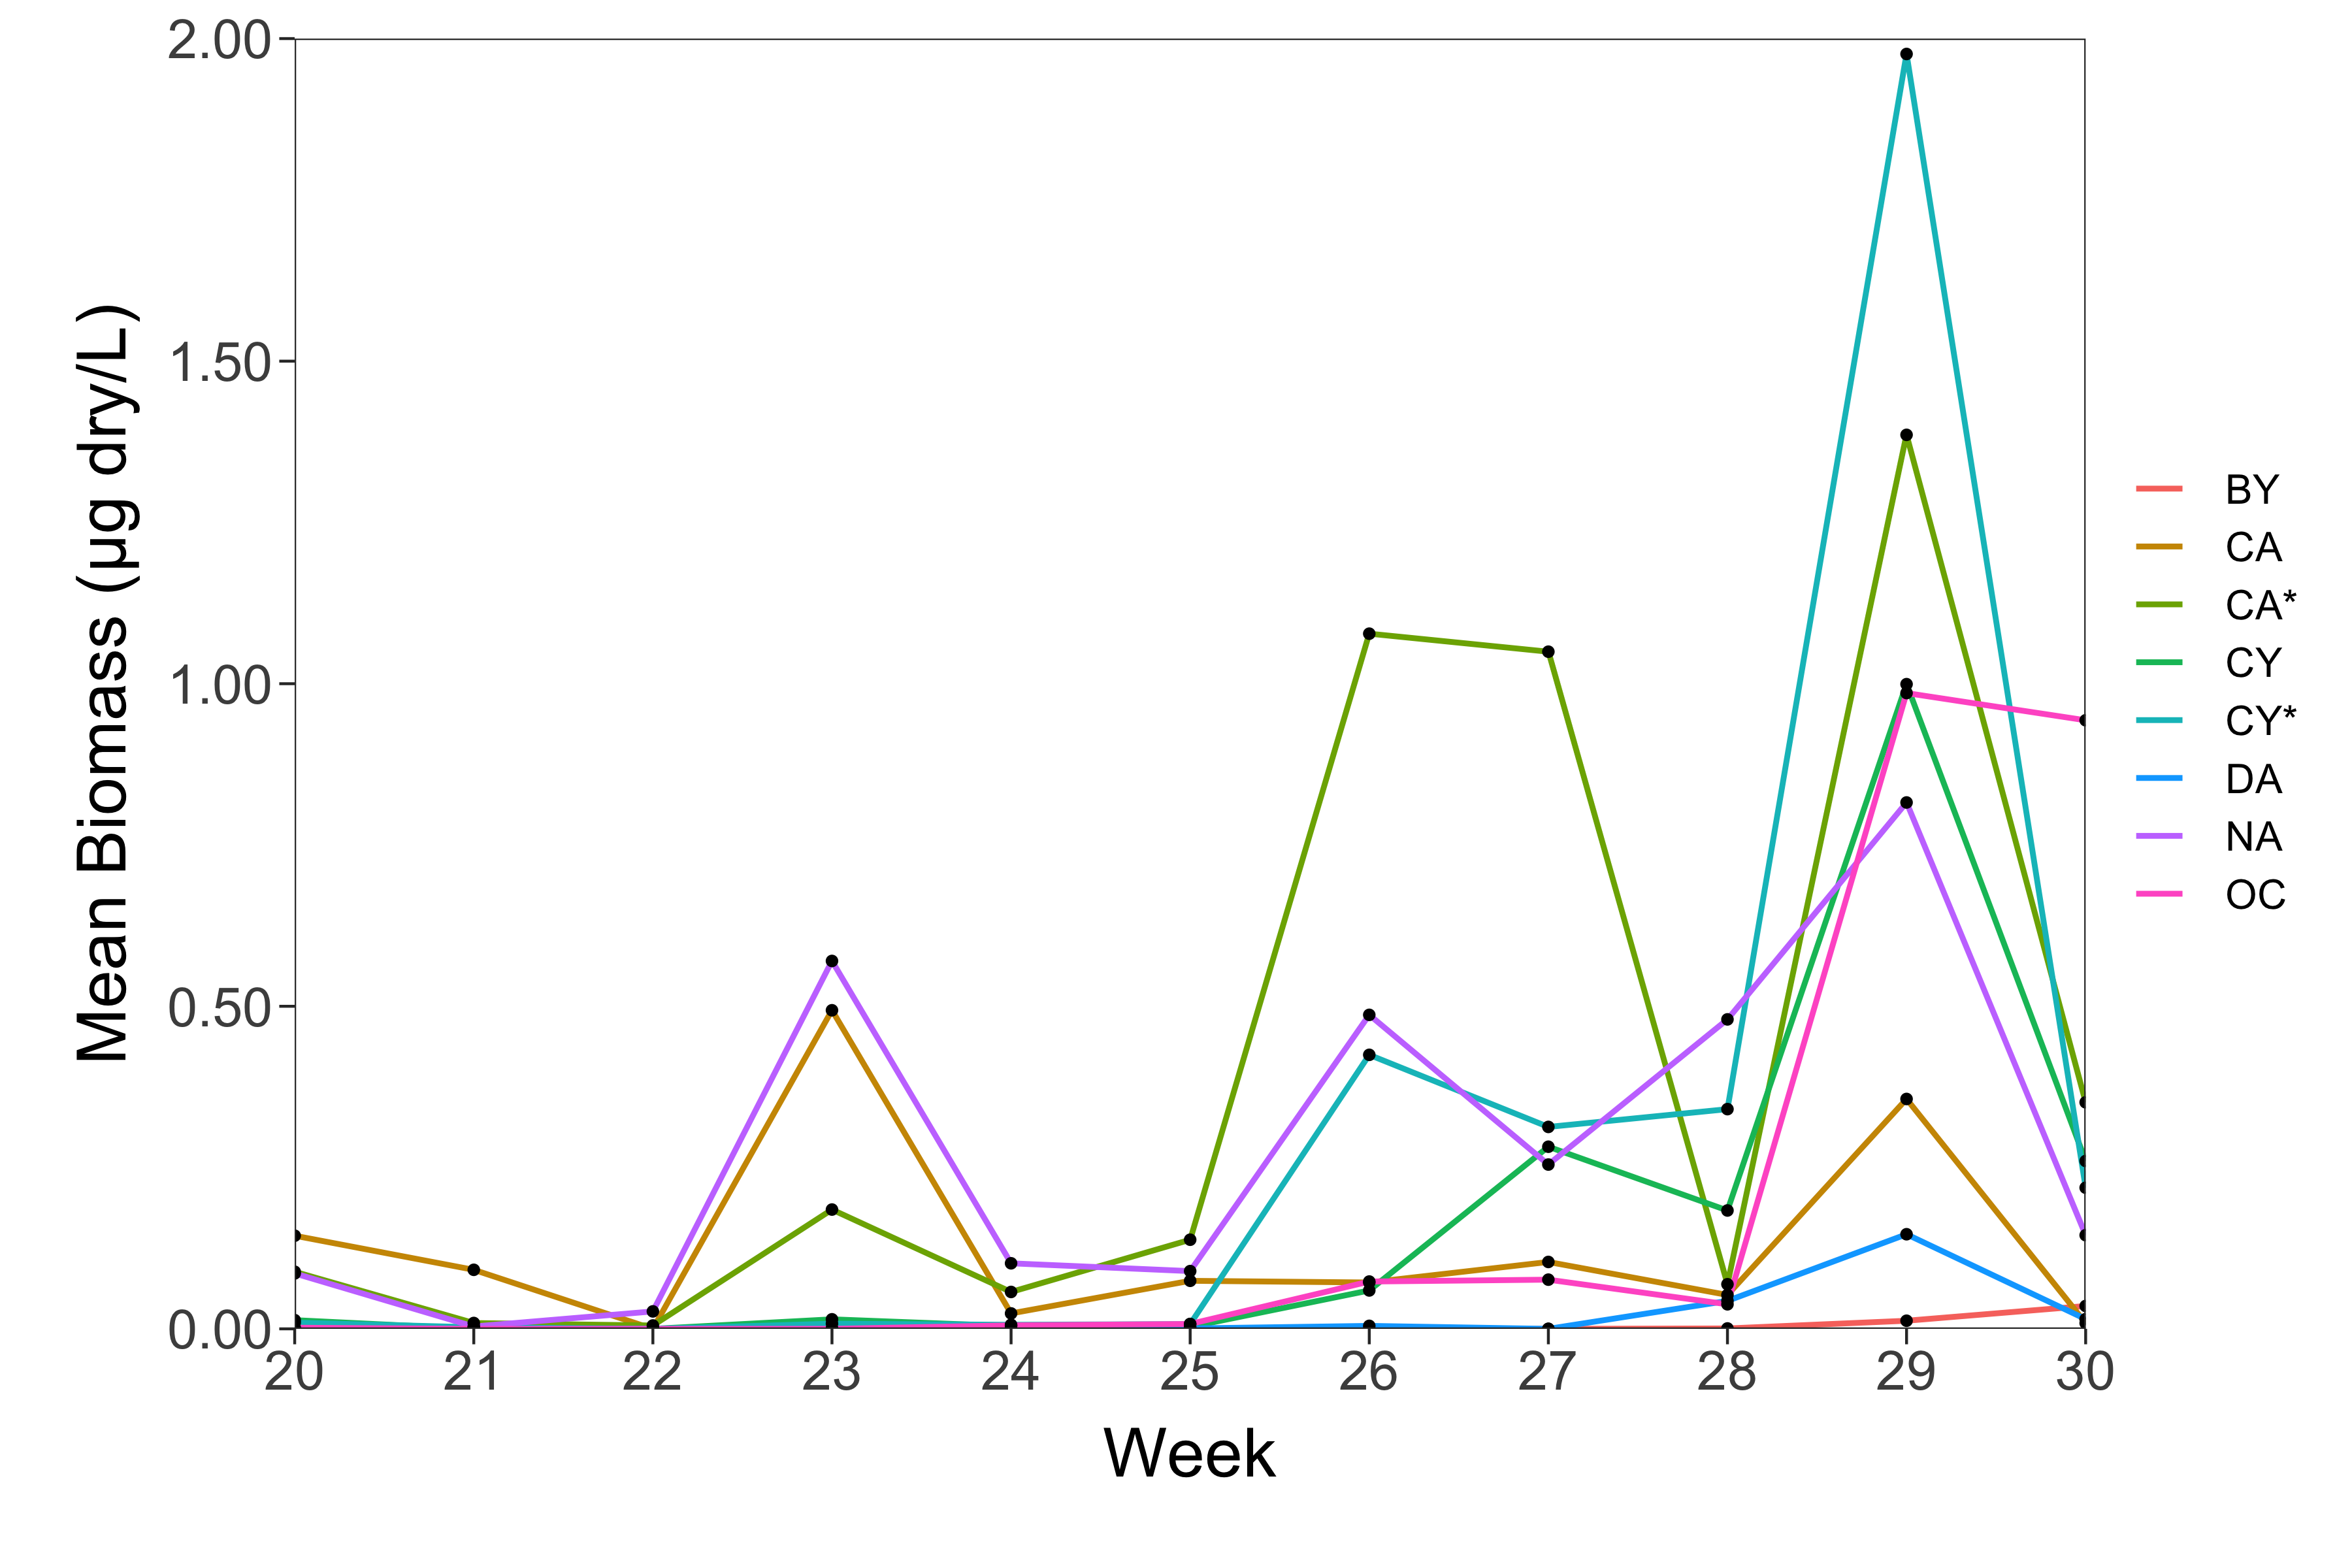 2.00
1.50
1.00
0.50
0.00
Mean Biomass (µg dry/L)
20 21 22 23 24 25 26 27 28 29 30
Week
BY
CA
CA*
CY
CY*
DA
NA
OC